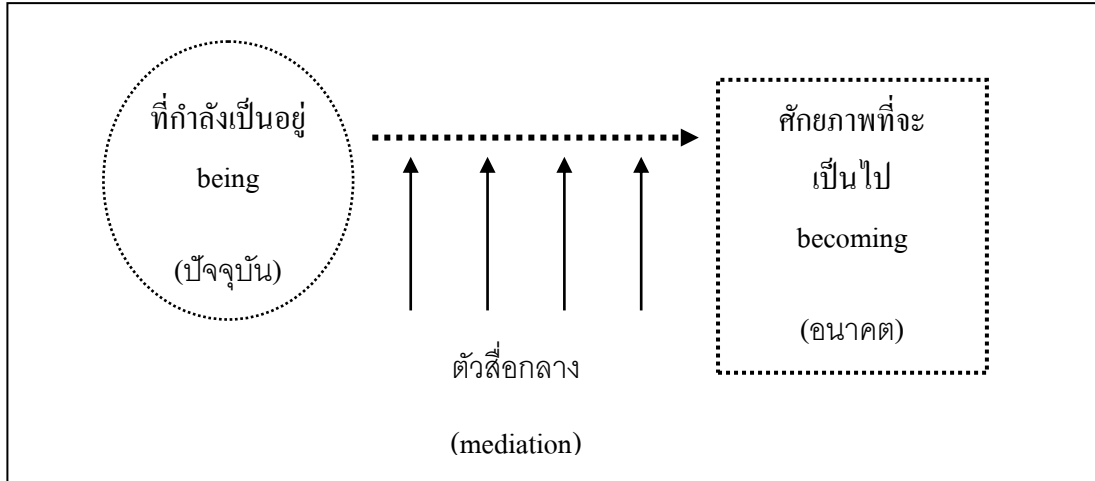 ที่กำลังเป็นอยู่
being
(ปัจจุบัน)
ศักยภาพที่จะ
เป็นไป
becoming
(อนาคต)
ตัวสื่อกลาง
(mediation)